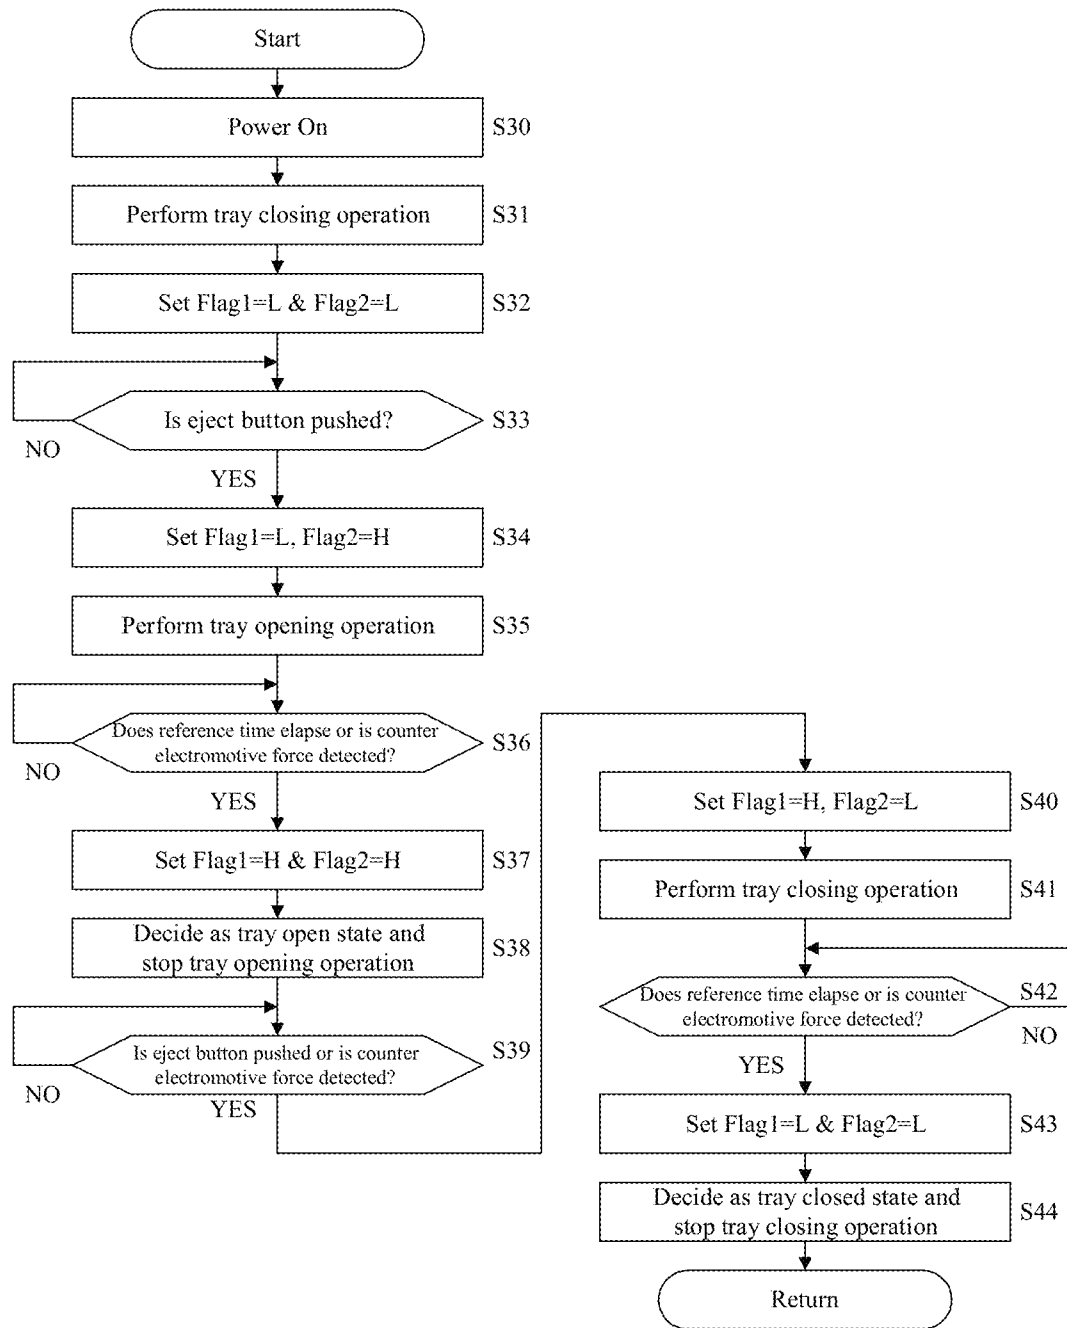 Start
Power On
S30
Perform tray closing operation
S31
Set Flag1=L & Flag2=L
S32
Is eject button pushed?
S33
NO
YES
Set Flag1=L, Flag2=H
S34
Perform tray opening operation
S35
Does reference time elapse or is counter
electromotive force detected?
S36
NO
YES
Set Flag1=H & Flag2=H
S37
Decide as tray open state and
stop tray opening operation
S38
Is eject button pushed or is counter
electromotive force detected?
S39
NO
YES
Set Flag1=H, Flag2=L
S40
Perform tray closing operation
S41
Does reference time elapse or is counter
electromotive force detected?
S42
NO
YES
Set Flag1=L & Flag2=L
S43
Decide as tray closed state and
stop tray closing operation
S44
Return